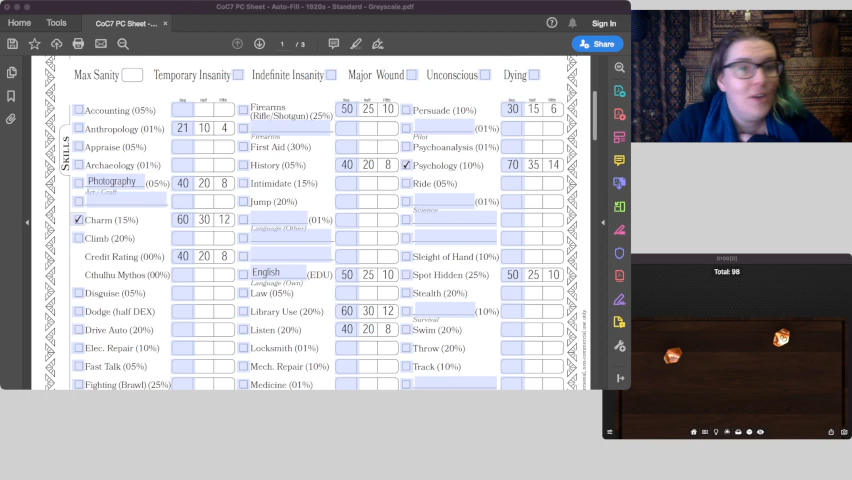 CoC7 PC Sheet - Auto-Fill - 1920s - Standard - Greyscale.pdf
Home Tools CoC7 PC Sheet -... × Sign In
1 / 3 Share
Max Sanity Temporary Insanity Indefinite Insanity Major Wound Unconscious Dying
SKILLS
Accounting (05%)
Anthropology (01%) 21 10 4
Appraise (05%)
Archaeology (01%)
Photography (05%) 40 20 8
Art / Craft
Charm (15%) 60 30 12
Climb (20%)
Credit Rating (00%) 40 20 8
Cthulhu Mythos (00%)
Disguise (05%)
Dodge (half DEX)
Drive Auto (20%)
Elec. Repair (10%)
Fast Talk (05%)
Fighting (Brawl) (25%)
Firearms
(Rifle/Shotgun) (25%) 50 25 10
Firearms
First Aid (30%)
History (05%) 40 20 8
Intimidate (15%)
Jump (20%)
(01%)
Language (Other)
English (EDU) 50 25 10
Language (Own)
Law (05%)
Library Use (20%) 60 30 12
Listen (20%) 40 20 8
Locksmith (01%)
Mech. Repair (10%)
Medicine (01%)
Persuade (10%) 30 15 6
(01%)
Pilot
Psychoanalysis (01%)
Psychology (10%) 70 35 14
Ride (05%)
(01%)
Science
Sleight of Hand (10%)
Spot Hidden (25%) 50 25 10
Stealth (20%)
(10%)
Survival
Swim (20%)
Throw (20%)
Track (10%)
Total: 98